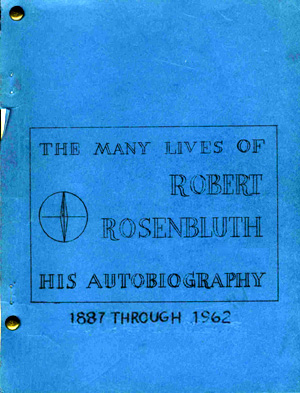 THE MANY LIVES OF
ROBERT
ROSENBLUTH
HIS AUTOBIOGRAPHY
1887 THROUGH 1962